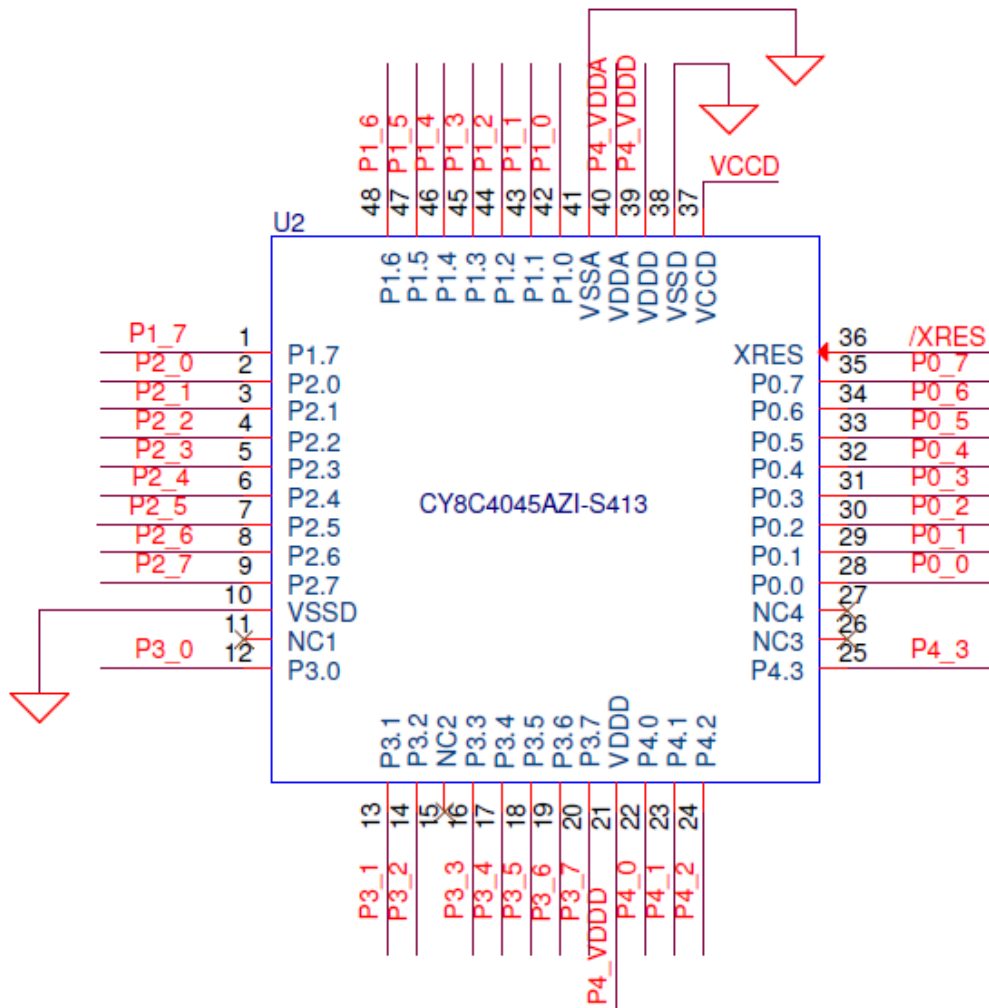 P1_6 P1_5 P1_4 P1_3 P1_2 P1_1 P1_0 P4_VDDA P4_VDDD
VCCD
48 47 46 45 44 43 42 41 40 39 38 37
U2
P1.6 P1.5 P1.4 P1.3 P1.2 P1.1 P1.0 VSSA VDDA VDDD VSSD VCCD
P1_7 1 P1.7 XRES 36 /XRES
P2_0 2 P2.0 P0.7 35 P0_7
P2_1 3 P2.1 P0.6 34 P0_6
P2_2 4 P2.2 P0.5 33 P0_5
P2_3 5 P2.3 P0.4 32 P0_4
P2_4 6 P2.4 P0.3 31 P0_3
CY8C4045AZI-S413
P2_5 7 P2.5 P0.2 30 P0_2
P2_6 8 P2.6 P0.1 29 P0_1
P2_7 9 P2.7 P0.0 28 P0_0
10 VSSD NC4 27
11 NC1 NC3 26
P3_0 12 P3.0 P4.3 25 P4_3
P3.1 P3.2 NC2 P3.3 P3.4 P3.5 P3.6 P3.7 VDDD P4.0 P4.1 P4.2
13 14 15 16 17 18 19 20 21 22 23 24
P3_1 P3_2 P3_3 P3_4 P3_5 P3_6 P3_7 P4_VDDD P4_0 P4_1 P4_2